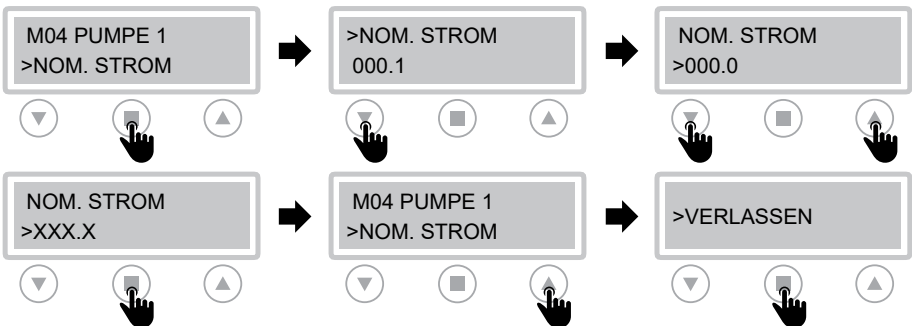 M04 PUMPE 1
>NOM. STROM
>NOM. STROM
000.1
NOM. STROM
>000.0
NOM. STROM
>XXX.X
M04 PUMPE 1
>NOM. STROM
>VERLASSEN